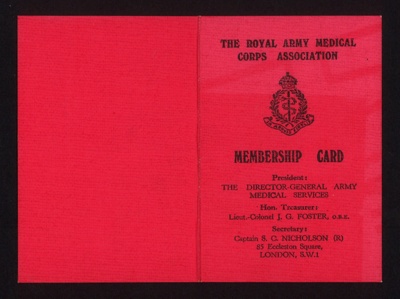 THE ROYAL ARMY MEDICAL
CORPS ASSOCIATION
MEMBERSHIP CARD
President:
THE DIRECTOR-GENERAL ARMY
MEDICAL SERVICES
Hon. Treasurer:
Lieut.-Colonel J. G. FOSTER, O.B.E.
Secretary:
Captain S. C. NICHOLSON (R)
85 Eccleston Square,
LONDON, S.W.1